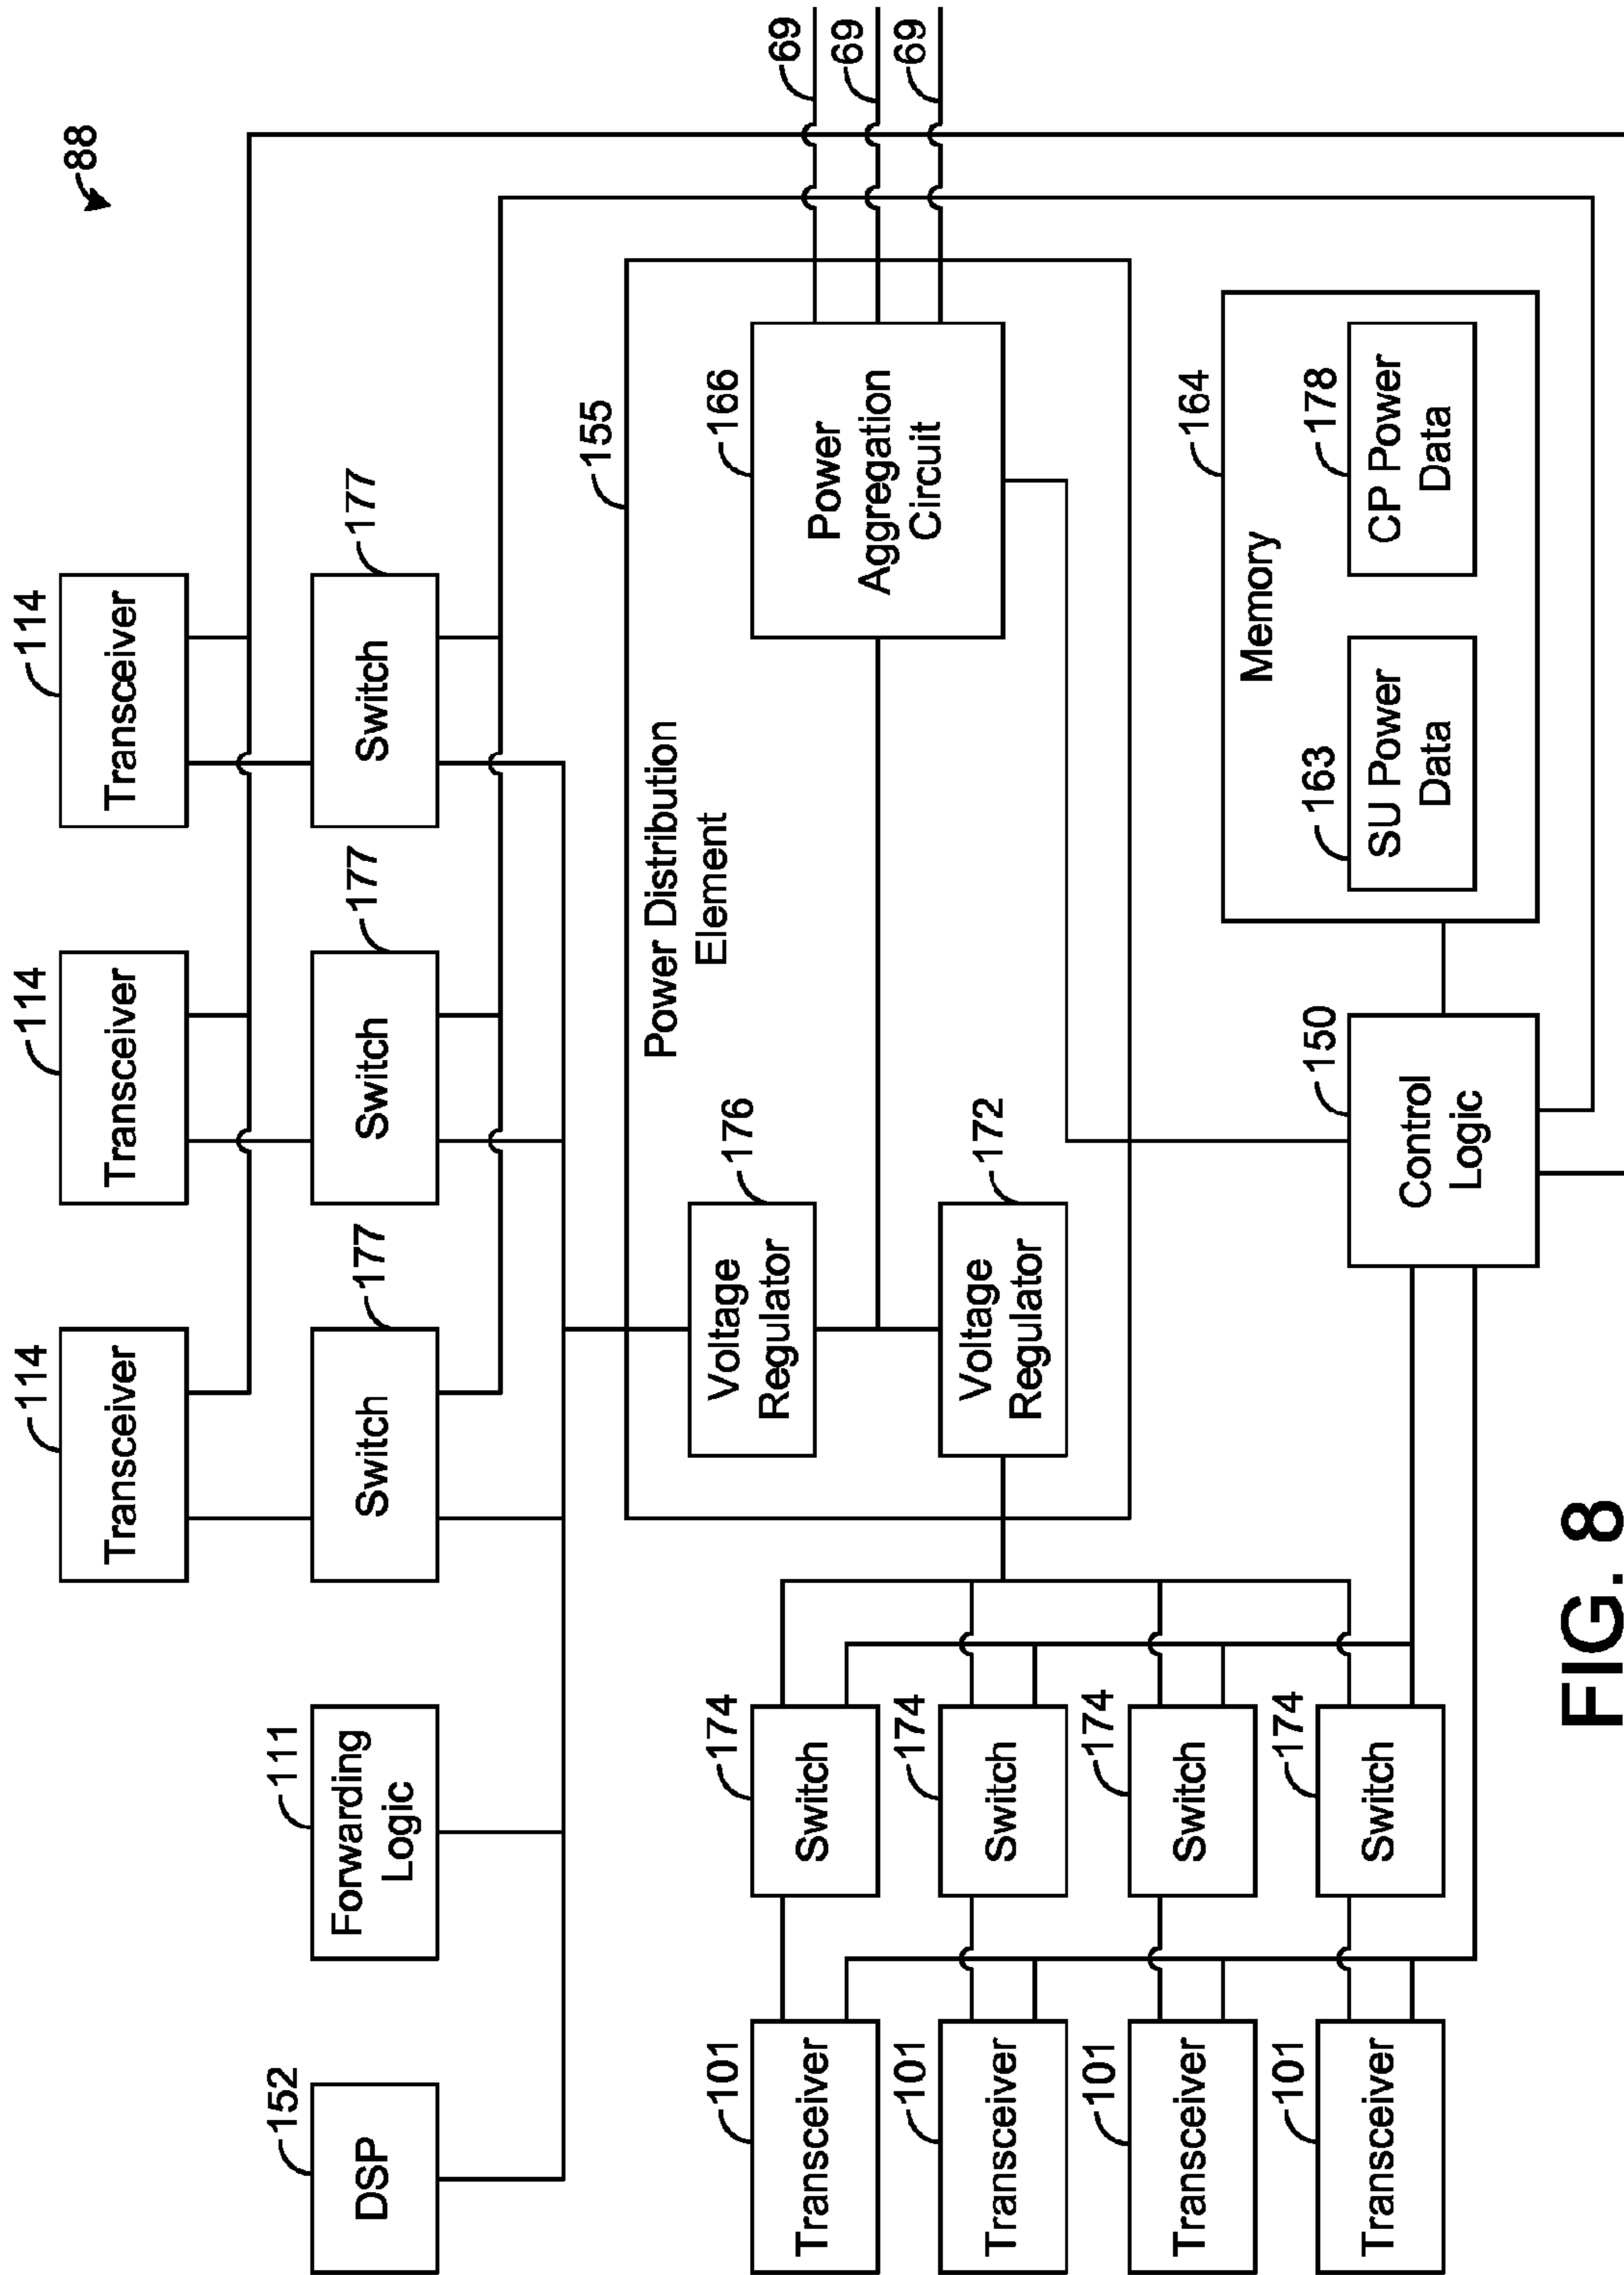 88
114
Transceiver
114
Transceiver
114
Transceiver
152
DSP
111
Forwarding
Logic
177
Switch
177
Switch
177
Switch
155
Power Distribution
Element
176
Voltage
Regulator
172
Voltage
Regulator
166
Power
Aggregation
Circuit
69
69
69
101
Transceiver
174
Switch
101
Transceiver
174
Switch
101
Transceiver
174
Switch
101
Transceiver
174
Switch
150
Control
Logic
164
Memory
163
SU Power
Data
178
CP Power
Data
FIG. 8